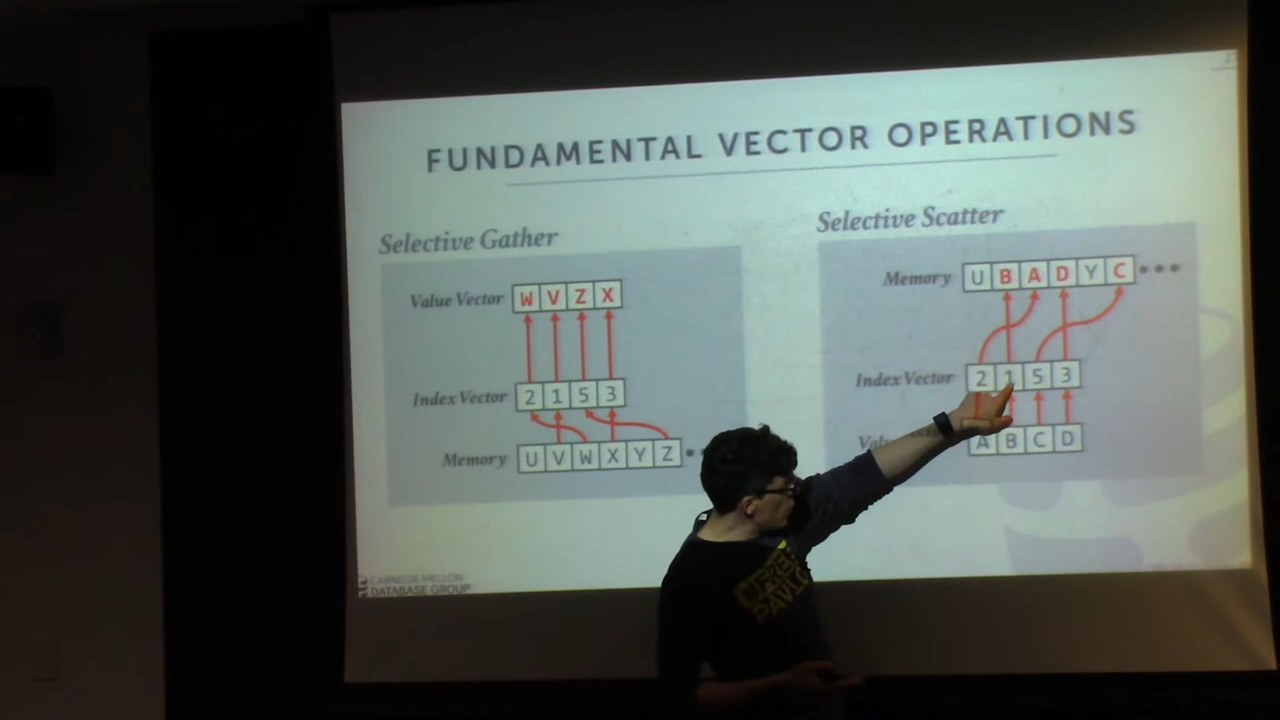 FUNDAMENTAL VECTOR OPERATIONS
Selective Gather
Value Vector W V Z X
Index Vector 2 1 5 3
Memory U V W X Y Z
Selective Scatter
Memory U B A D Y C
Index Vector 2 1 5 3
A B C D
CARNEGIE MELLON
DATABASE GROUP
PAVLO